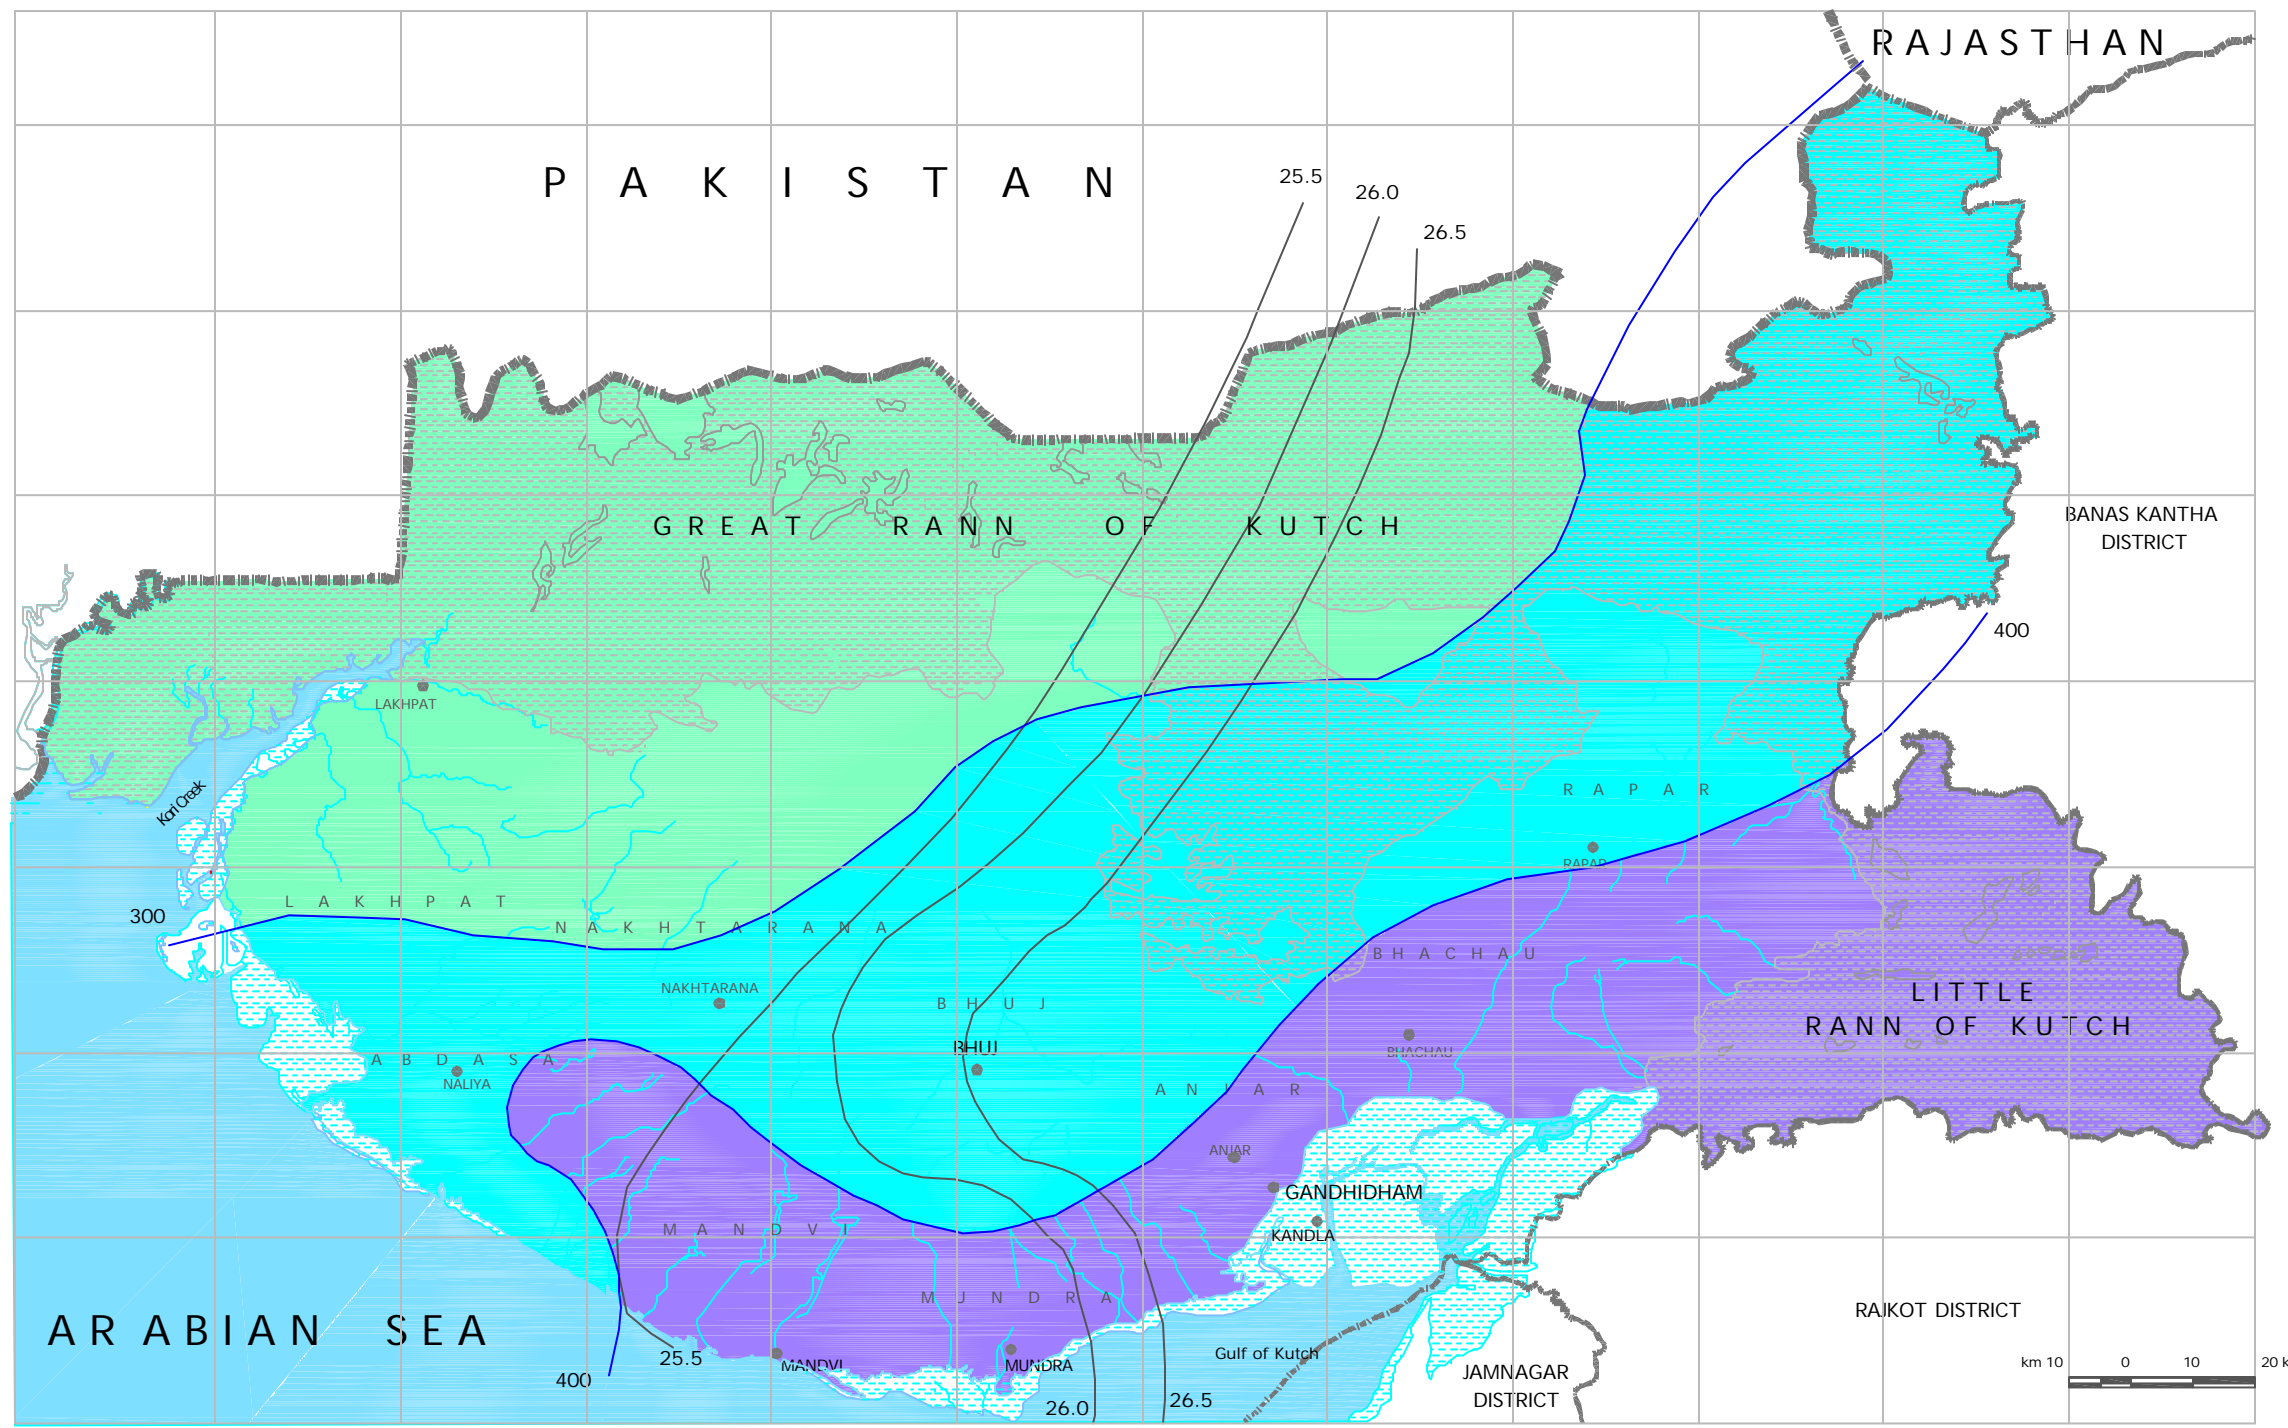 RAJASTHAN
PAKISTAN
25.5
26.0
26.5
GREAT RANN OF KUTCH
BANAS KANTHA
DISTRICT
400
LAKHPAT
Kori Creek
RAPAR
RAPAR
LAKHPAT
300
NAKHTARANA
BHACHAU
NAKHTARANA
BHUJ
LITTLE
RANN OF KUTCH
BHUJ
BHACHAU
ABDASA
NALIYA
ANJAR
ANJAR
GANDHIDHAM
MANDVI
KANDLA
MUNDRA
RAJKOT DISTRICT
ARABIAN SEA
25.5
MANDVI
MUNDRA
Gulf of Kutch
km 10 0 10 20 k
400
JAMNAGAR
DISTRICT
26.0
26.5